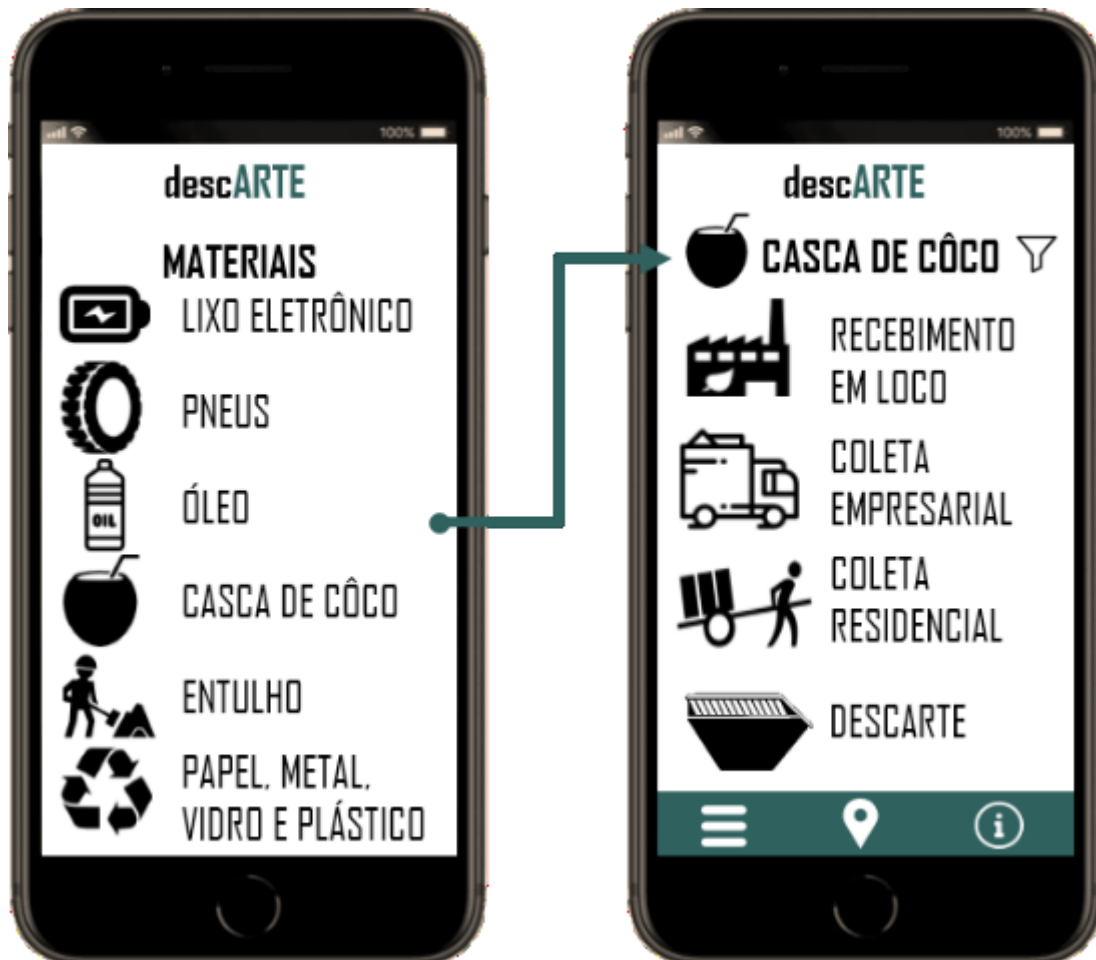 100%
descARTE
MATERIAIS
LIXO ELETRÔNICO
PNEUS
OIL
ÓLEO
CASCA DE CÔCO
ENTULHO
PAPEL, METAL,
VIDRO E PLÁSTICO
100%
descARTE
CASCA DE CÔCO
RECEBIMENTO
EM LOCO
COLETA
EMPRESARIAL
COLETA
RESIDENCIAL
DESCARTE
i